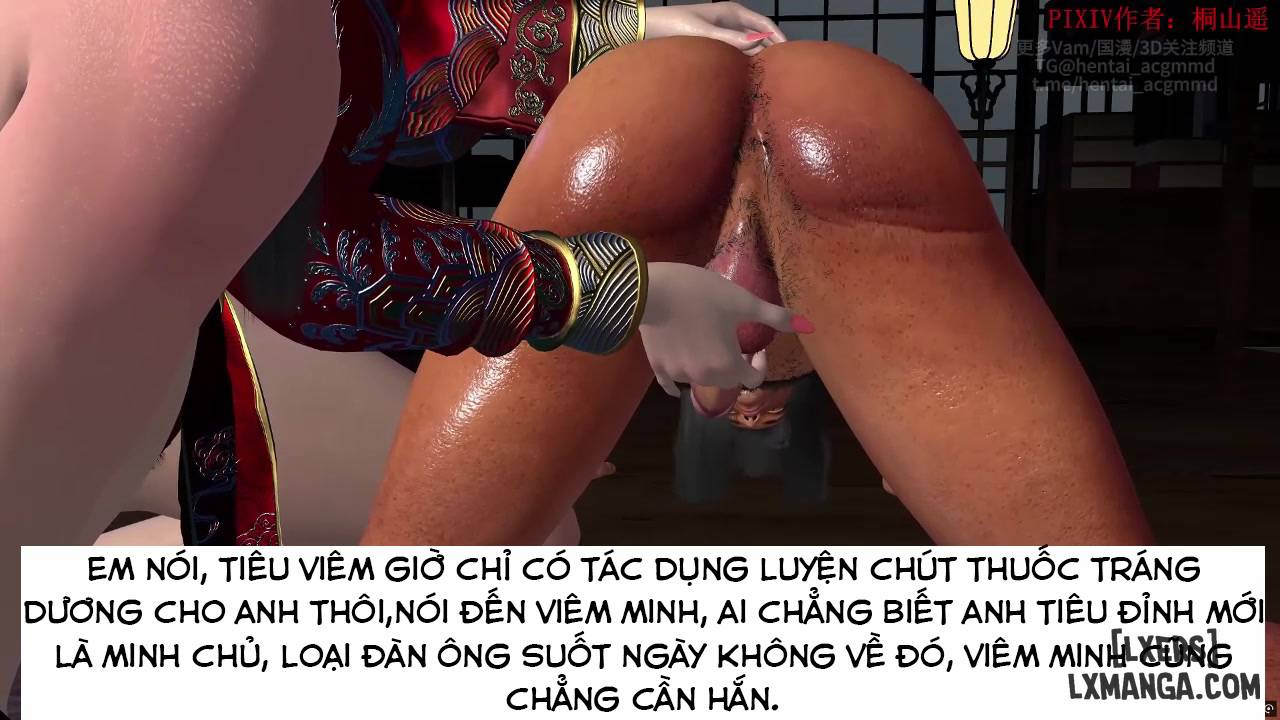 PIXIV作者：桐山遥
更多Vam/国漫/3D关注频道
TG@hentai_acgmmd
t.me/hentai_acgmmd
EM NÓI, TIÊU VIÊM GIỜ CHỈ CÓ TÁC DỤNG LUYỆN CHÚT THUỐC TRÁNG
DƯƠNG CHO ANH THÔI,NÓI ĐẾN VIÊM MINH, AI CHẲNG BIẾT ANH TIÊU ĐỈNH MỚI
LÀ MINH CHỦ, LOẠI ĐÀN ÔNG SUỐT NGÀY KHÔNG VỀ ĐÓ, VIÊM MINH CŨNG
CHẲNG CẦN HẮN.
[LXERS]
LXMANGA.COM